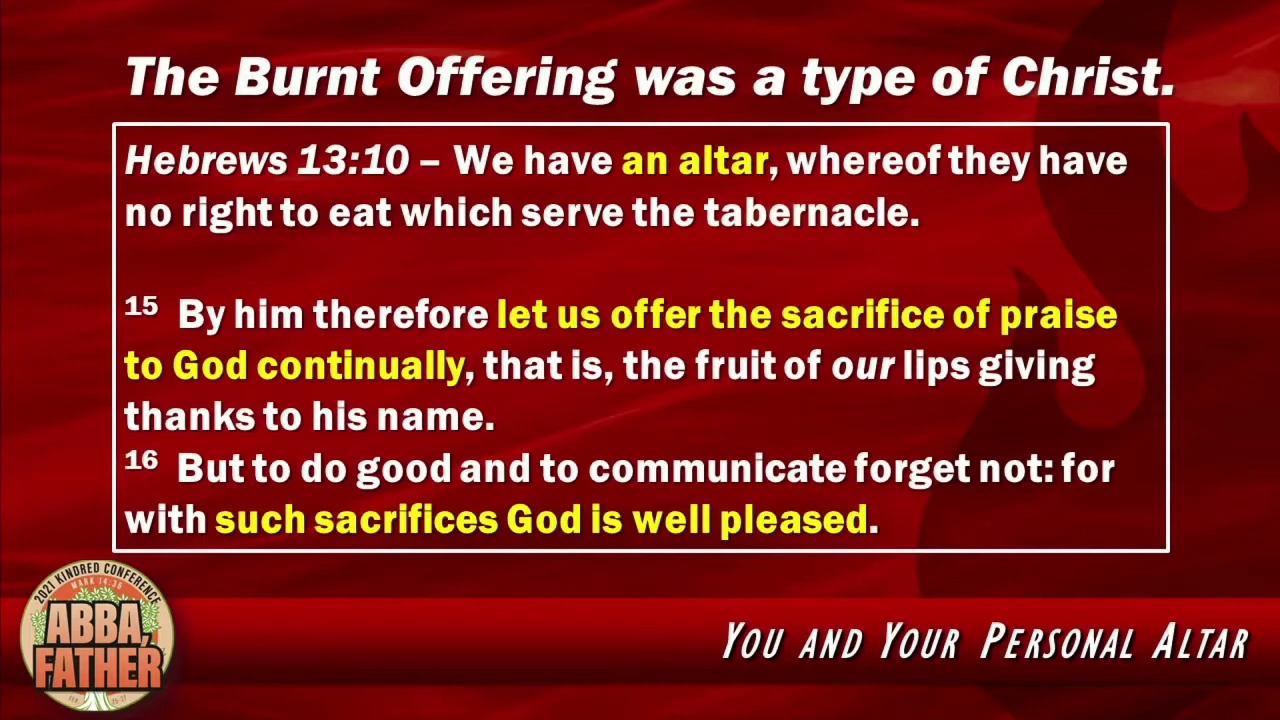 The Burnt Offering was a type of Christ.
Hebrews 13:10 – We have an altar, whereof they have
no right to eat which serve the tabernacle.
15 By him therefore let us offer the sacrifice of praise
to God continually, that is, the fruit of our lips giving
thanks to his name.
16 But to do good and to communicate forget not: for
with such sacrifices God is well pleased.
2021 KINDRED CONFERENCE
MARK 14:36
ABBA,
FATHER
YOU AND YOUR PERSONAL ALTAR